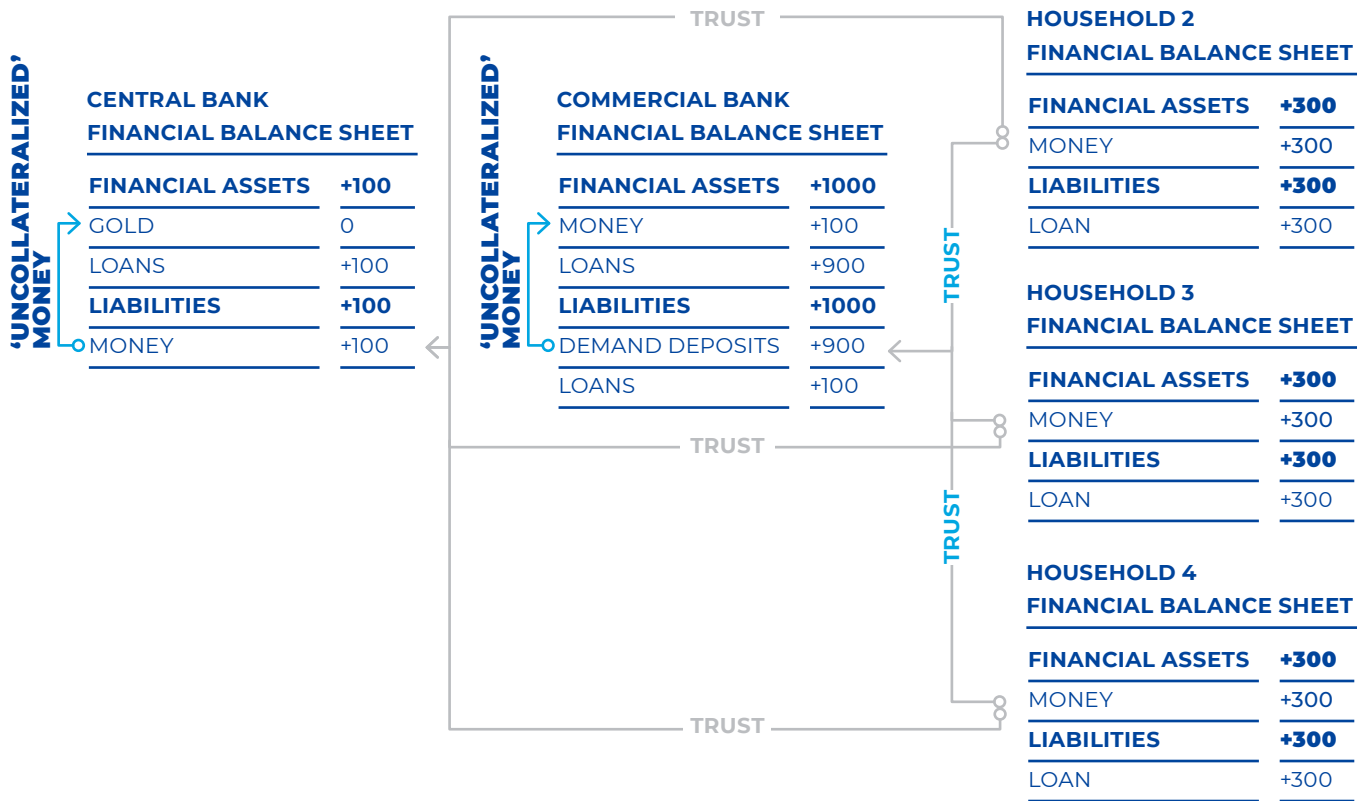 TRUST
'UNCOLLATERALIZED'
MONEY
CENTRAL BANK
FINANCIAL BALANCE SHEET
FINANCIAL ASSETS +100
GOLD 0
LOANS +100
LIABILITIES +100
MONEY +100
‘UNCOLLATERALIZED’
MONEY
COMMERCIAL BANK
FINANCIAL BALANCE SHEET
FINANCIAL ASSETS +1000
MONEY +100
LOANS +900
LIABILITIES +1000
DEMAND DEPOSITS +900
LOANS +100
TRUST
TRUST
TRUST
TRUST
HOUSEHOLD 2
FINANCIAL BALANCE SHEET
FINANCIAL ASSETS +300
MONEY +300
LIABILITIES +300
LOAN +300
HOUSEHOLD 3
FINANCIAL BALANCE SHEET
FINANCIAL ASSETS +300
MONEY +300
LIABILITIES +300
LOAN +300
HOUSEHOLD 4
FINANCIAL BALANCE SHEET
FINANCIAL ASSETS +300
MONEY +300
LIABILITIES +300
LOAN +300